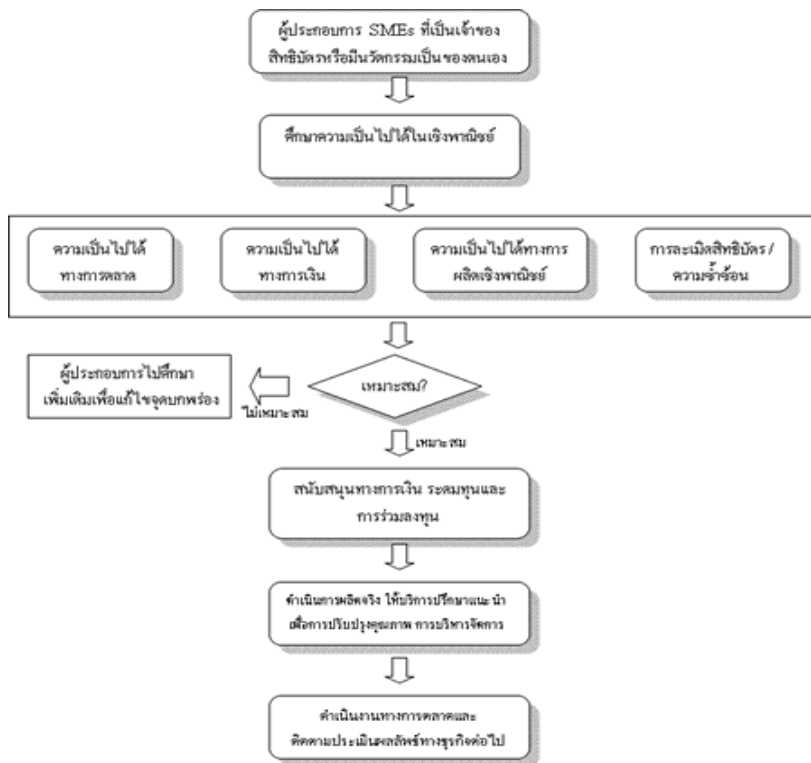 ผู้ประกอบการ SMEs ที่เป็นเจ้าของ
สิทธิบัตรหรือมีนวัตกรรมเป็นของตนเอง
ศึกษาความเป็นไปได้ในเชิงพาณิชย์
ความเป็นไปได้
ทางการตลาด
ความเป็นไปได้
ทางการเงิน
ความเป็นไปได้ทางการ
ผลิตเชิงพาณิชย์
การละเมิดสิทธิบัตร /
ความซ้ำซ้อน
เหมาะสม?
ผู้ประกอบการไปศึกษา
เพิ่มเติมเพื่อแก้ไขจุดบกพร่อง
ไม่เหมาะสม
เหมาะสม
สนับสนุนทางการเงิน ระดมทุนและ
การร่วมลงทุน
ดำเนินการผลิตจริง ให้บริการปรึกษาแนะนำ
เพื่อการปรับปรุงคุณภาพ การบริหารจัดการ
ดำเนินงานทางการตลาดและ
ติดตามประเมินผลลัพธ์ทางธุรกิจต่อไป